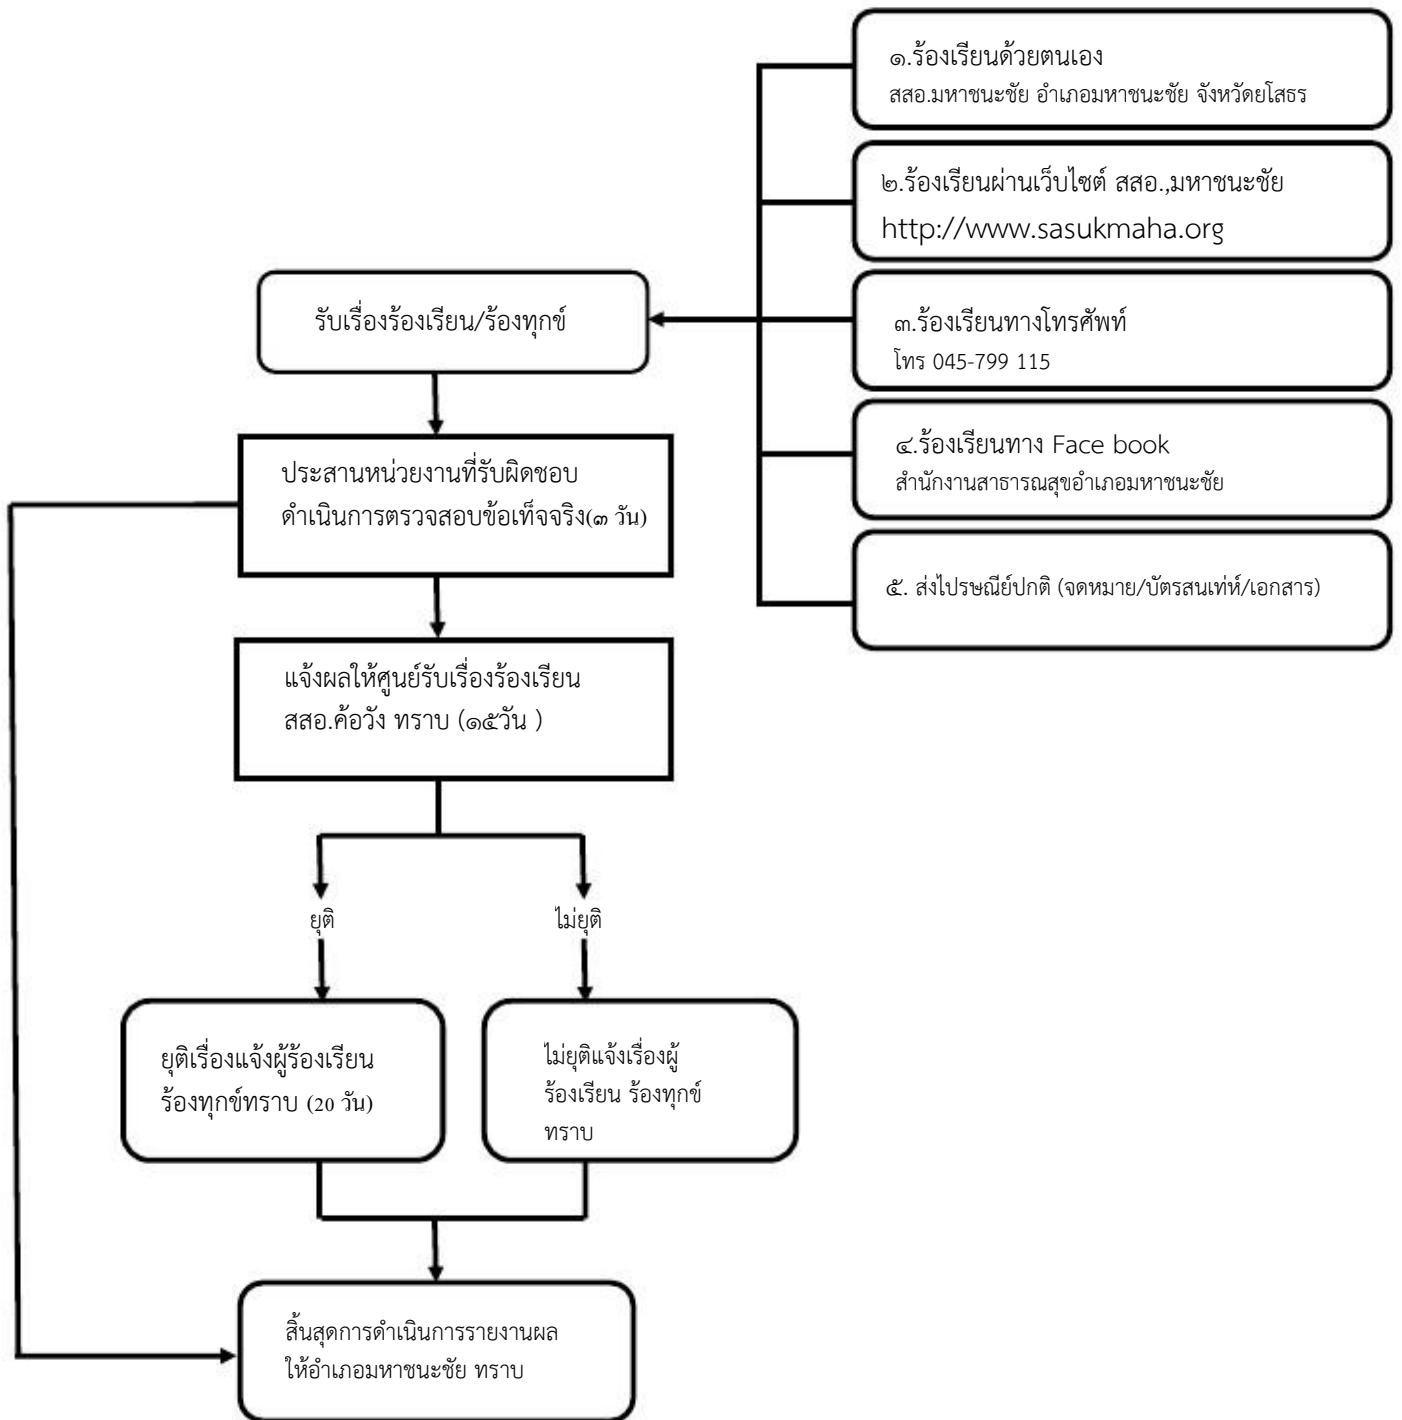 ๑.ร้องเรียนด้วยตนเอง
สสอ.มหาชนะชัย อำเภอมหาชนะชัย จังหวัดยโสธร
๒.ร้องเรียนผ่านเว็บไซต์ สสอ.,มหาชนะชัย
http://www.sasukmaha.org
๓.ร้องเรียนทางโทรศัพท์
โทร 045-799 115
๔.ร้องเรียนทาง Face book
สำนักงานสาธารณสุขอำเภอมหาชนะชัย
๕. ส่งไปรษณีย์ปกติ (จดหมาย/บัตรสนเท่ห์/เอกสาร)
รับเรื่องร้องเรียน/ร้องทุกข์
ประสานหน่วยงานที่รับผิดชอบ
ดำเนินการตรวจสอบข้อเท็จจริง(๓ วัน)
แจ้งผลให้ศูนย์รับเรื่องร้องเรียน
สสอ.ค้อวัง ทราบ (๑๕วัน )
ยุติ
ไม่ยุติ
ยุติเรื่องแจ้งผู้ร้องเรียน
ร้องทุกข์ทราบ (20 วัน)
ไม่ยุติแจ้งเรื่องผู้
ร้องเรียน ร้องทุกข์
ทราบ
สิ้นสุดการดำเนินการรายงานผล
ให้อำเภอมหาชนะชัย ทราบ